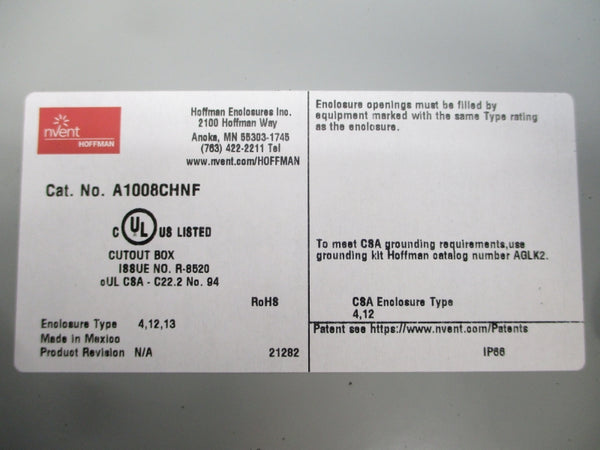 nvent
HOFFMAN
Hoffman Enclosures Inc.
2100 Hoffman Way
Anoka, MN 55303-1745
(763) 422-2211 Tel
www.nvent.com/HOFFMAN
Cat. No. A1008CHNF
C UL US LISTED
CUTOUT BOX
ISSUE NO. R-8520
cUL CSA - C22.2 No. 94
RoHS
Enclosure Type 4,12,13
Made in Mexico
Product Revision N/A 21282
Enclosure openings must be filled by
equipment marked with the same Type rating
as the enclosure.
To meet CSA grounding requirements,use
grounding kit Hoffman catalog number AGLK2.
CSA Enclosure Type
4,12
Patent see https://www.nvent.com/Patents
IP66